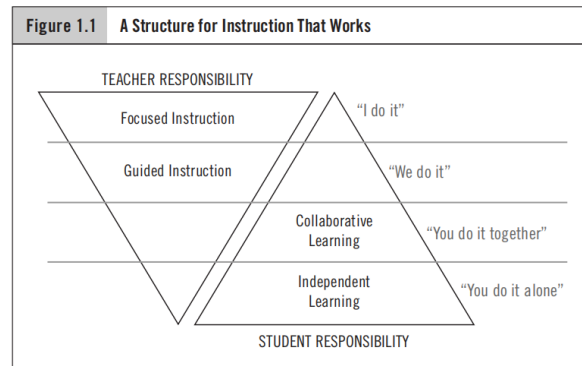 Figure 1.1 A Structure for Instruction That Works
TEACHER RESPONSIBILITY
Focused Instruction
“I do it”
Guided Instruction
“We do it”
Collaborative
Learning
“You do it together”
Independent
Learning
“You do it alone”
STUDENT RESPONSIBILITY